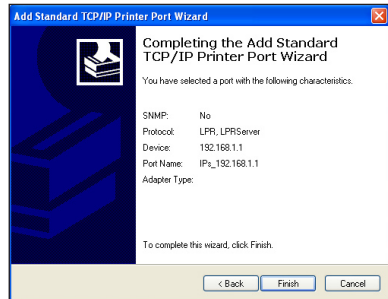 Add Standard TCP/IP Printer Port Wizard
Completing the Add Standard
TCP/IP Printer Port Wizard
You have selected a port with the following characteristics.
SNMP: No
Protocol: LPR, LPRServer
Device: 192.168.1.1
Port Name: IPs_192.168.1.1
Adapter Type:
To complete this wizard, click Finish.
< Back Finish Cancel